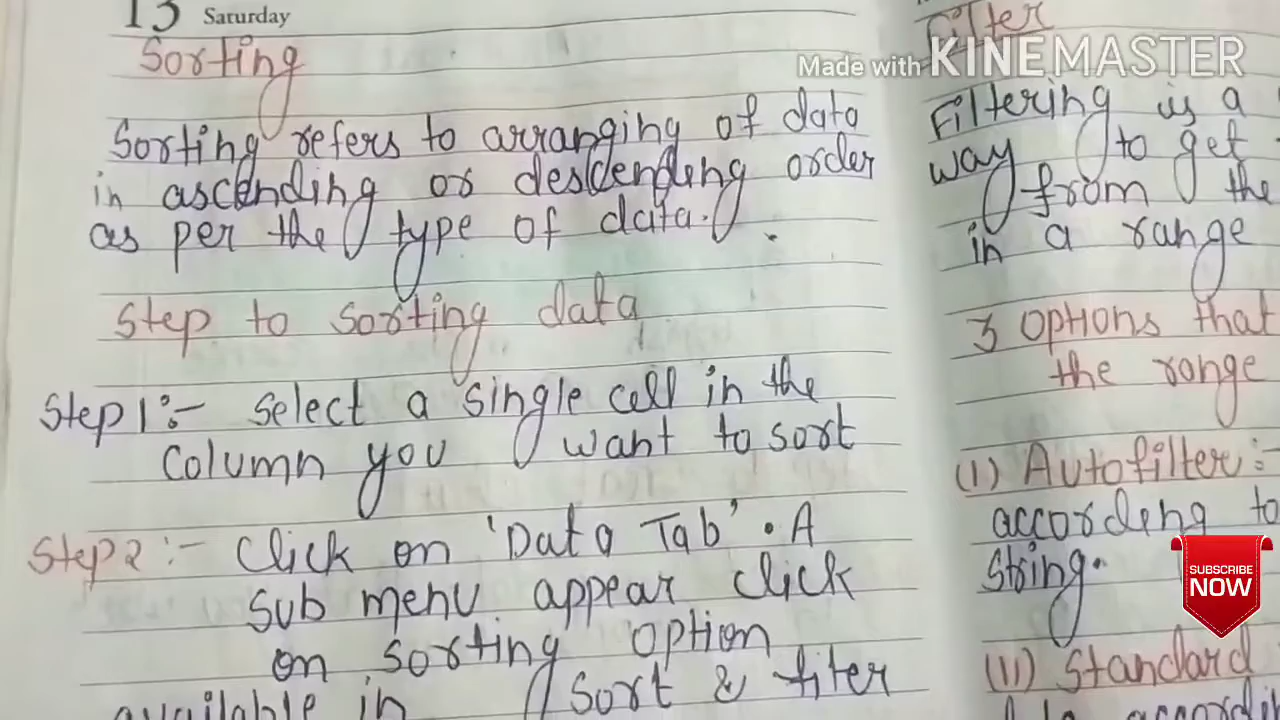 13 Saturday
Sorting
Sorting refers to arranging of data
in ascending or descending order
as per the type of data.
Step to sorting data
Step 1:- Select a single cell in the
column you want to sort
Step 2:- Click on 'Data Tab'. A
sub menu appear click
on sorting option
available in Sort & filter
Filter
Made with KINEMASTER
Filtering is a
way to get
from the
in a range
3 options that
the range
(I) Autofilter:-
according to
string.
SUBSCRIBE
NOW
(II) Standard